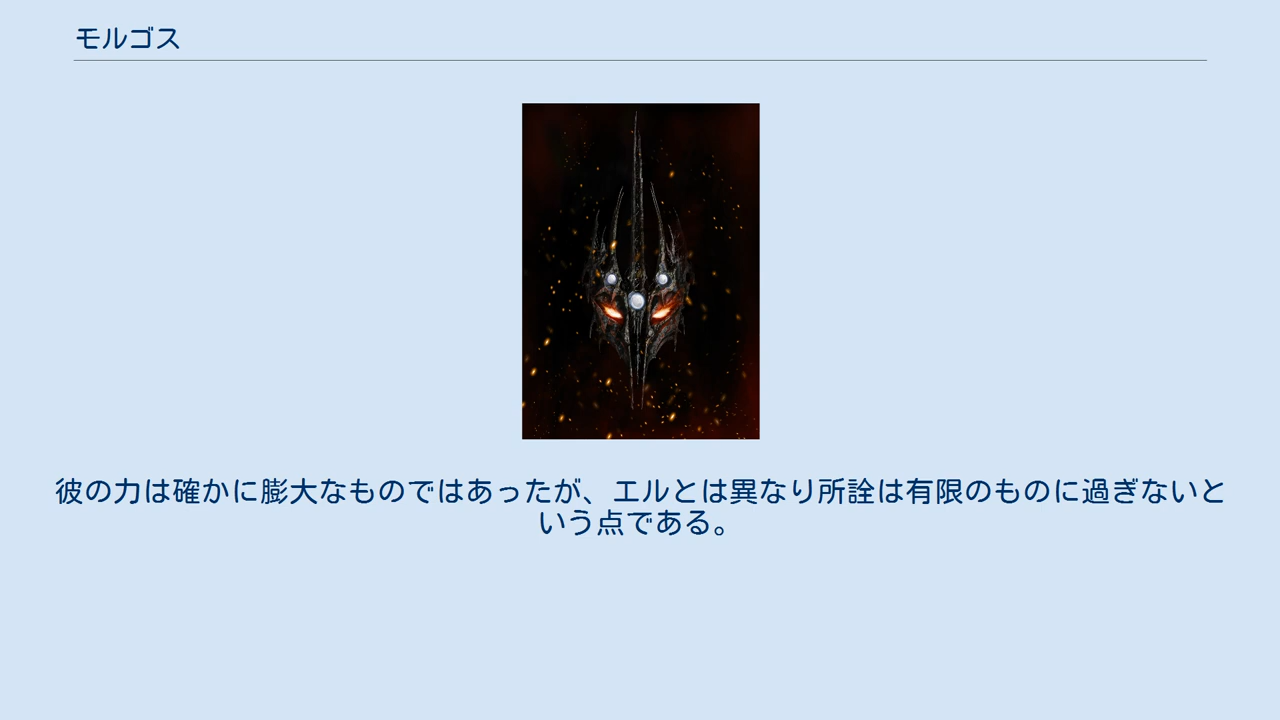 モルゴス
彼の力は確かに膨大なものではあったが、エルとは異なり所詮は有限のものに過ぎないと
いう点である。